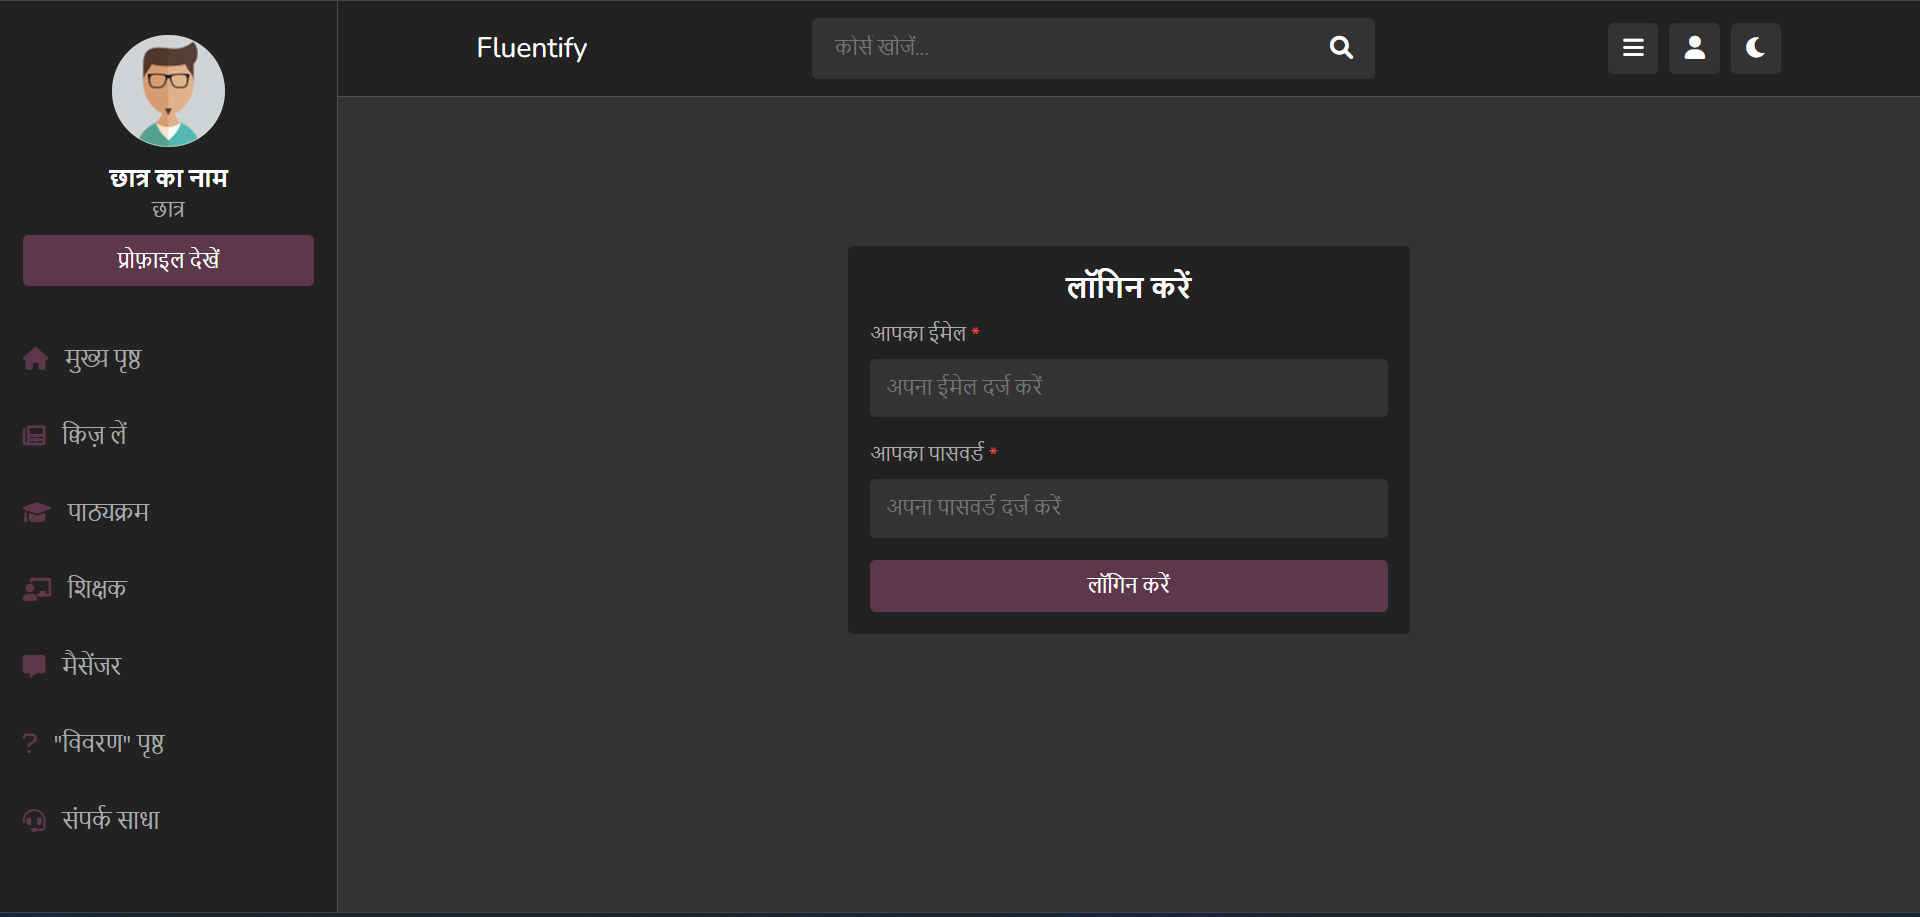 छात्र का नाम
छात्र
प्रोफ़ाइल देखें
मुख्य पृष्ठ
क्विज़ लें
पाठ्यक्रम
शिक्षक
मैसेंजर
"विवरण" पृष्ठ
संपर्क साधा
Fluentify
कोर्स खोजें...
लॉगिन करें
आपका ईमेल *
अपना ईमेल दर्ज करें
आपका पासवर्ड *
अपना पासवर्ड दर्ज करें
लॉगिन करें